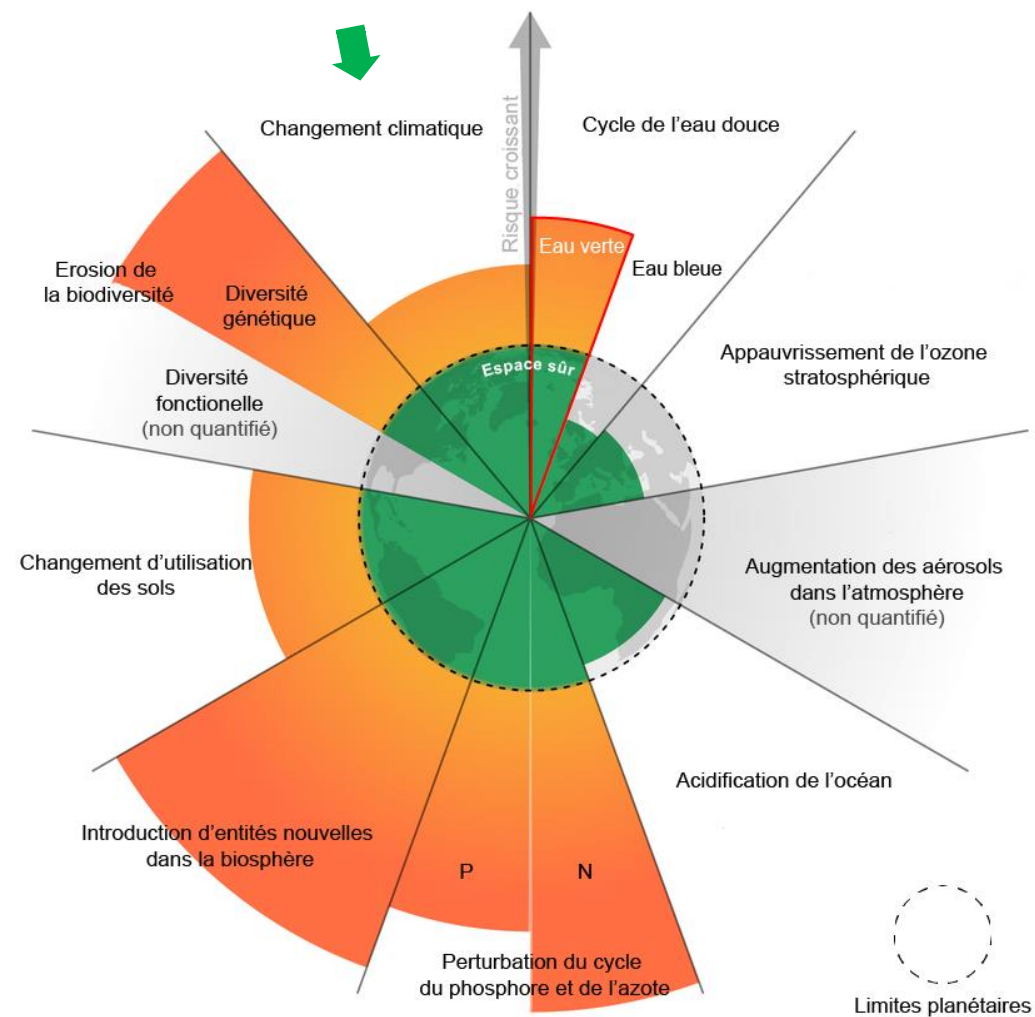 Changement climatique
Cycle de l'eau douce
Risque croissant
Eau verte
Eau bleue
Erosion de
la biodiversité
Diversité
génétique
Appauvrissement de l'ozone
stratosphérique
Espace sûr
Diversité
fonctionelle
(non quantifié)
Changement d'utilisation
des sols
Augmentation des aérosols
dans l'atmosphère
(non quantifié)
Acidification de l'océan
Introduction d'entités nouvelles
dans la biosphère
P
N
Perturbation du cycle
du phosphore et de l'azote
Limites planétaires